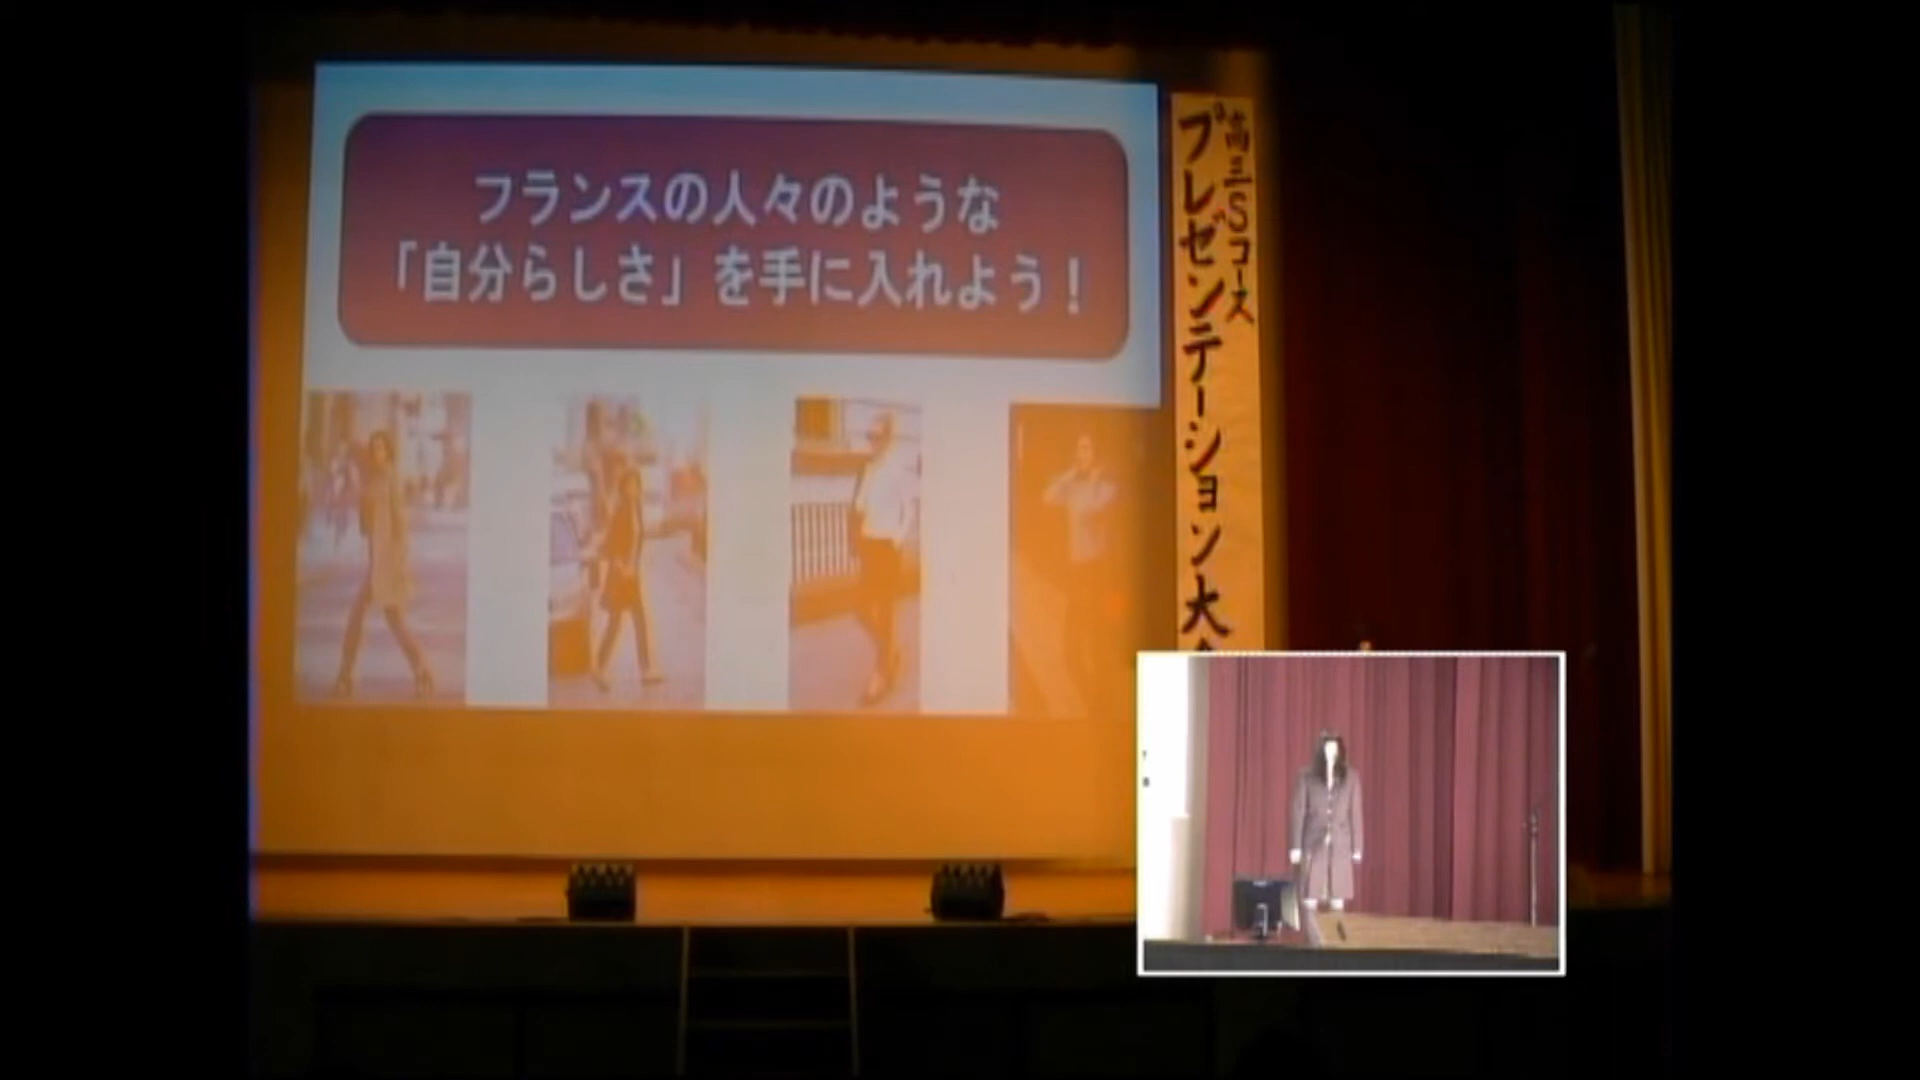 フランスの人々のような
「自分らしさ」を手に入れよう！
高三Sコース
プレゼンテーション大